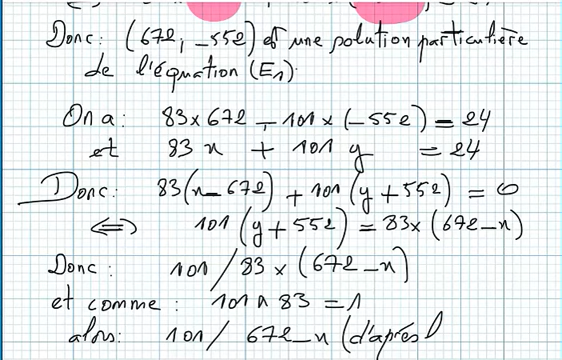 Donc: (672; -552) est une solution particulière
de l'équation (E1).
On a: 83 x 672 + 101 x (-552) = 24
et 83 x + 101 y = 24
Donc: 83(x-672) + 101(y+552) = 0
⟺ 101 (y+552) = 83x (672-x)
Donc: 101 / 83 x (672-x)
et comme: 101 ∧ 83 = 1
alors: 101 / 672-x (d'après